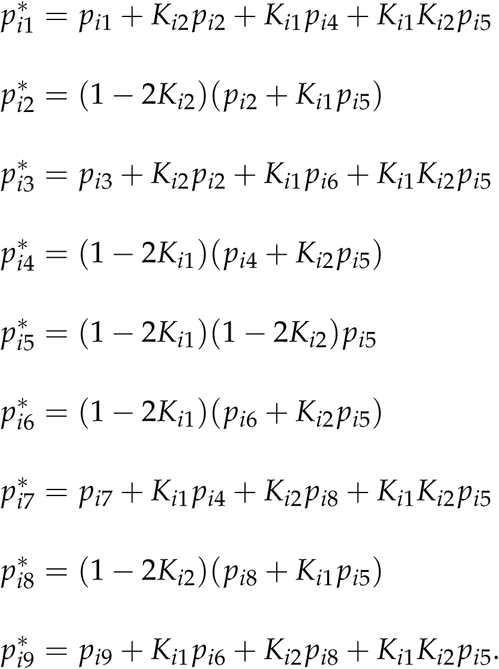 p*_{i1} = p_{i1} + K_{i2}p_{i2} + K_{i1}p_{i4} + K_{i1}K_{i2}p_{i5}
p*_{i2} = (1 − 2K_{i2})(p_{i2} + K_{i1}p_{i5})
p*_{i3} = p_{i3} + K_{i2}p_{i2} + K_{i1}p_{i6} + K_{i1}K_{i2}p_{i5}
p*_{i4} = (1 − 2K_{i1})(p_{i4} + K_{i2}p_{i5})
p*_{i5} = (1 − 2K_{i1})(1 − 2K_{i2})p_{i5}
p*_{i6} = (1 − 2K_{i1})(p_{i6} + K_{i2}p_{i5})
p*_{i7} = p_{i7} + K_{i1}p_{i4} + K_{i2}p_{i8} + K_{i1}K_{i2}p_{i5}
p*_{i8} = (1 − 2K_{i2})(p_{i8} + K_{i1}p_{i5})
p*_{i9} = p_{i9} + K_{i1}p_{i6} + K_{i2}p_{i8} + K_{i1}K_{i2}p_{i5}.